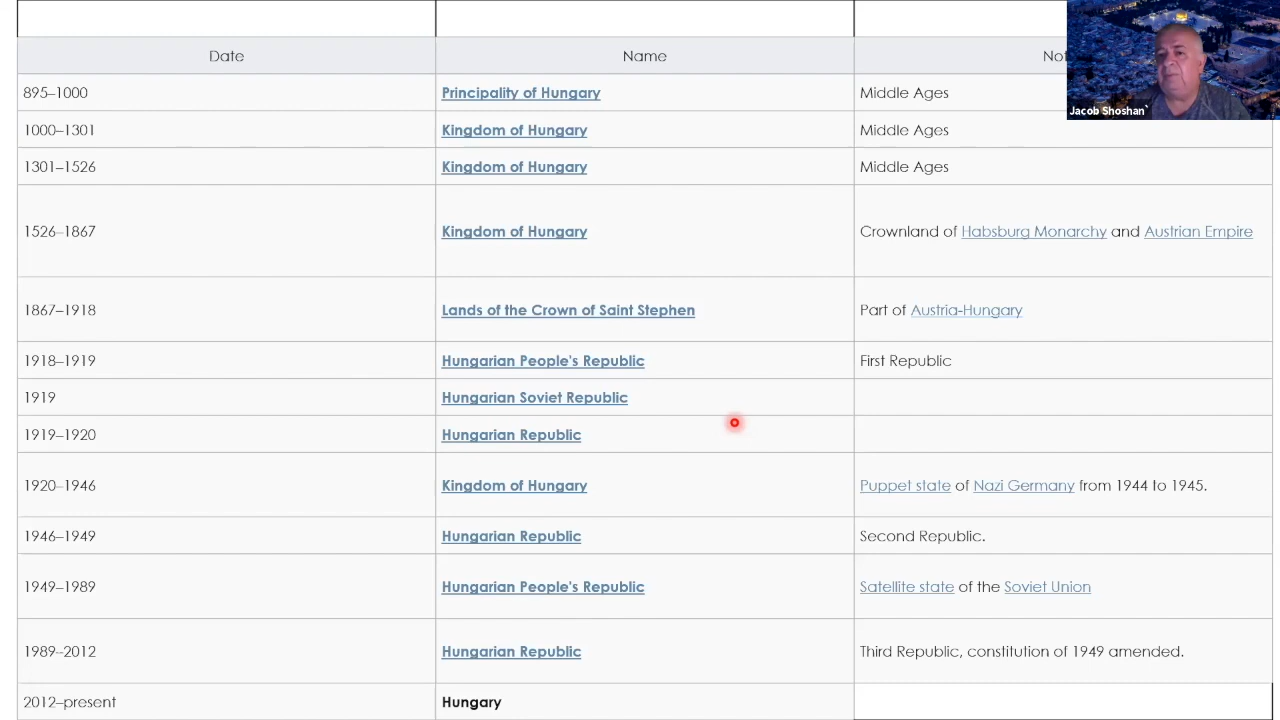 Date Name Not
895–1000 Principality of Hungary Middle Ages
1000–1301 Kingdom of Hungary Middle Ages
1301–1526 Kingdom of Hungary Middle Ages
1526–1867 Kingdom of Hungary Crownland of Habsburg Monarchy and Austrian Empire
1867–1918 Lands of the Crown of Saint Stephen Part of Austria-Hungary
1918–1919 Hungarian People's Republic First Republic
1919 Hungarian Soviet Republic
1919–1920 Hungarian Republic
1920–1946 Kingdom of Hungary Puppet state of Nazi Germany from 1944 to 1945.
1946–1949 Hungarian Republic Second Republic.
1949–1989 Hungarian People's Republic Satellite state of the Soviet Union
1989–2012 Hungarian Republic Third Republic, constitution of 1949 amended.
2012–present Hungary
Jacob Shoshan`